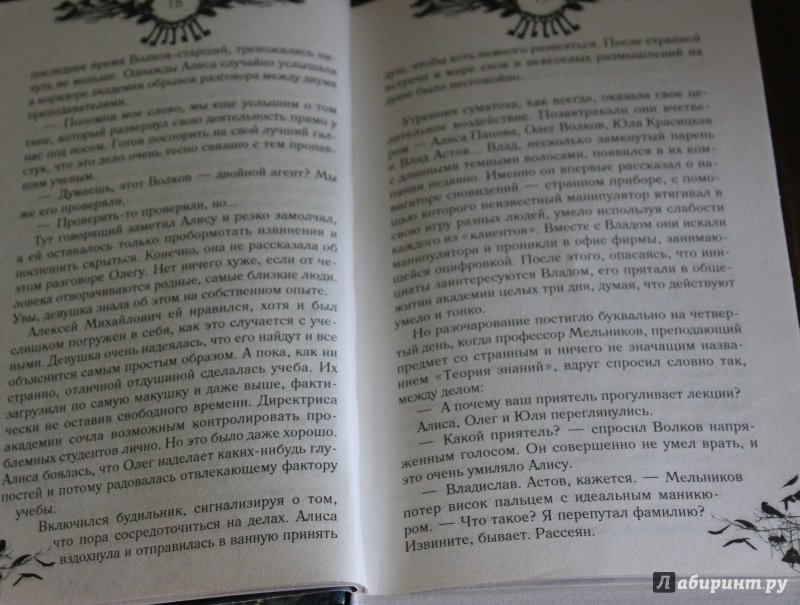 18
последнее время Волков-старший, тревожились ни-
чуть не меньше. Однажды Алиса случайно услышала
в коридоре академии обрывок разговора между двумя
преподавателями.
— Попомни мое слово, мы еще услышим о том
типе, который развернул свою деятельность прямо у
нас под носом. Готов поспорить на свой лучший гал-
стук, что это дело очень тесно связано с тем пропав-
шим ученым.
— Думаешь, этот Волков — двойной агент? Мы
же его проверяли.
— Проверять-то проверяли, но...
Тут говорящий заметил Алису и резко замолчал,
а ей оставалось только пробормотать извинения и
поспешить скрыться. Конечно, она не рассказала об
этом разговоре Олегу. Нет ничего хуже, если от че-
ловека отворачиваются родные, самые близкие люди.
Увы, девушка знала об этом на собственном опыте.
Алексей Михайлович ей нравился, хотя и был
слишком погружен в себя, как это случается с уче-
ными. Девушка очень надеялась, что его найдут и все
объяснится самым простым образом. А пока, как ни
странно, отличной отдушиной сделалась учеба. Их
загрузили по самую макушку и даже выше, факти-
чески не оставив свободного времени. Директриса
академии сочла возможным контролировать про-
блемных студентов лично. Но это было даже хорошо.
Алиса боялась, что Олег наделает каких-нибудь глу-
постей и потому радовалась отвлекающему фактору
учебы.
Включился будильник, сигнализируя о том,
что пора сосредоточиться на делах. Алиса
вздохнула и отправилась в ванную принять
душ, чтобы хоть немного развеяться. После странной
встречи в мире снов и невеселых размышлений на
душе было неспокойно.
Утренняя суматоха, как всегда, оказала свое це-
лительное воздействие. Позавтракали они вчетве-
ром — Алиса Панова, Олег Волков, Юля Красицкая
и Влад Астов... Влад, несколько замкнутый парень
с длинными темными волосами, появился в их ком-
пании недавно. Именно он впервые рассказал о на-
вигаторе сновидений — странном приборе, с помо-
щью которого неизвестный манипулятор втягивал в
свою игру разных людей, умело используя слабости
каждого из «клиентов». Вместе с Владом они искали
манипулятора и проникли в офис фирмы, занимаю-
щейся оцифровкой. После этого, опасаясь, что ини-
циаты заинтересуются Владом, его прятали в обще-
житии академии целых три дня, думая, что действуют
умело и тонко.
Но разочарование постигло буквально на четвер-
тый день, когда профессор Мельников, преподающий
предмет со странным и ничего не значащим назва-
нием «Теория знаний», вдруг спросил словно так,
между делом:
— А почему ваш приятель прогуливает лекции?
Алиса, Олег и Юля переглянулись.
— Какой приятель? — спросил Волков напря-
женным голосом. Он совершенно не умел врать, и
это очень умиляло Алису.
— Владислав. Астов, кажется. — Мельников
потер висок пальцем с идеальным маникю-
ром. — Что такое? Я перепутал фамилию?
Извините, бывает. Рассеян.
Лабиринт.ру